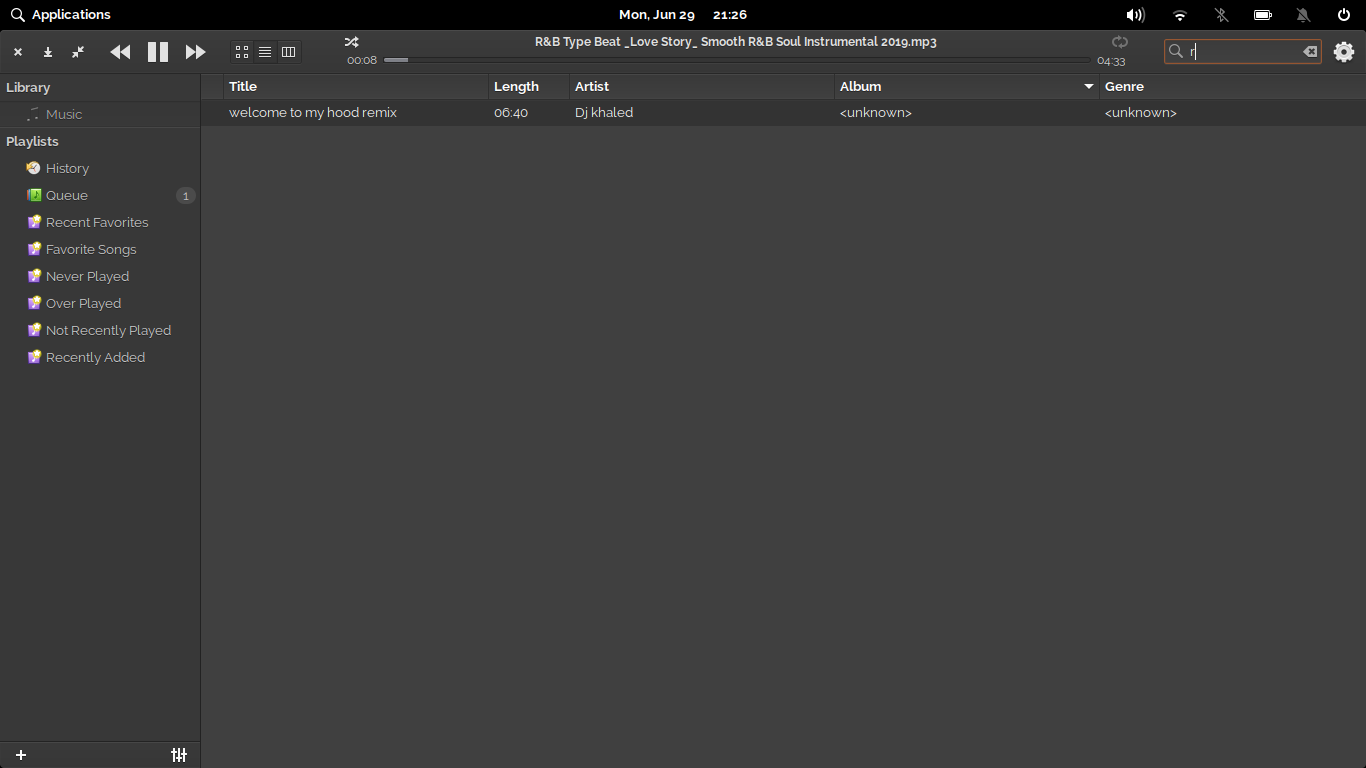 Applications
Mon, Jun 29 21:26
R&B Type Beat _Love Story_ Smooth R&B Soul Instrumental 2019.mp3
00:08
04:33
r
Library
Music
Playlists
History
Queue 1
Recent Favorites
Favorite Songs
Never Played
Over Played
Not Recently Played
Recently Added
Title Length Artist Album Genre
welcome to my hood remix 06:40 Dj khaled <unknown> <unknown>